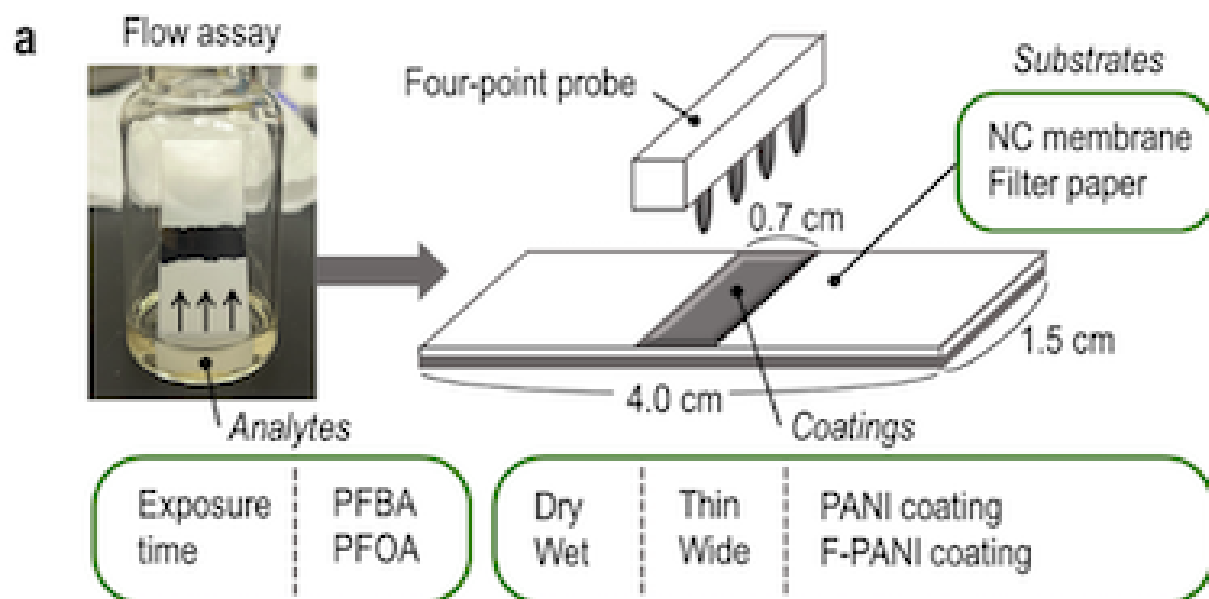 a
Flow assay
Four-point probe
Substrates
NC membrane
Filter paper
0.7 cm
1.5 cm
4.0 cm
Analytes
Coatings
Exposure
time
PFBA
PFOA
Dry
Wet
Thin
Wide
PANI coating
F-PANI coating